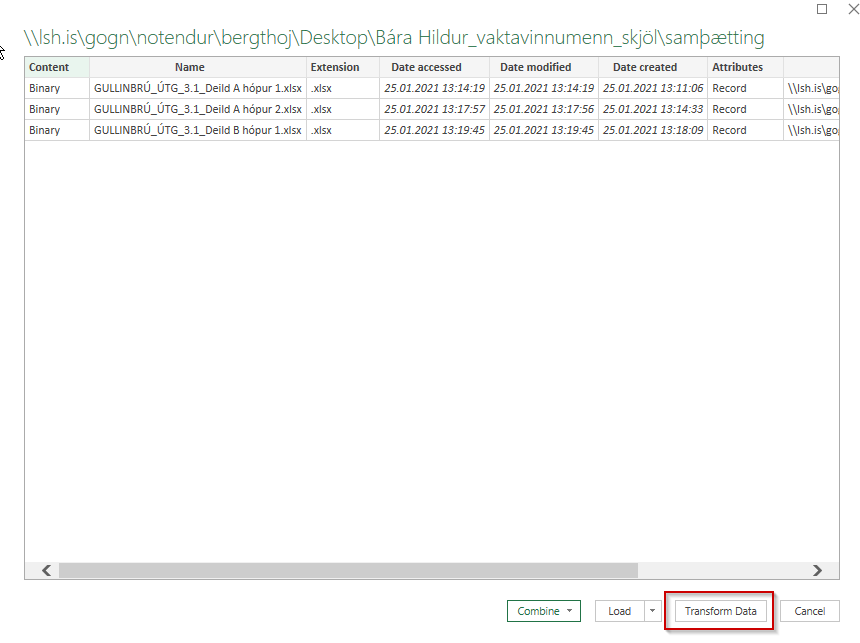 \\lsh.is\gogn\notendur\bergthoj\Desktop\Bára Hildur_vaktavinnumenn_skjöl\samþætting
Content Name Extension Date accessed Date modified Date created Attributes
Binary GULLINBRÚ_ÚTG_3.1_Deild A hópur 1.xlsx .xlsx 25.01.2021 13:14:19 25.01.2021 13:14:19 25.01.2021 13:11:06 Record \\lsh.is\gog
Binary GULLINBRÚ_ÚTG_3.1_Deild A hópur 2.xlsx .xlsx 25.01.2021 13:17:57 25.01.2021 13:17:56 25.01.2021 13:14:33 Record \\lsh.is\gog
Binary GULLINBRÚ_ÚTG_3.1_Deild B hópur 1.xlsx .xlsx 25.01.2021 13:19:45 25.01.2021 13:19:45 25.01.2021 13:18:09 Record \\lsh.is\gog
Combine Load Transform Data Cancel